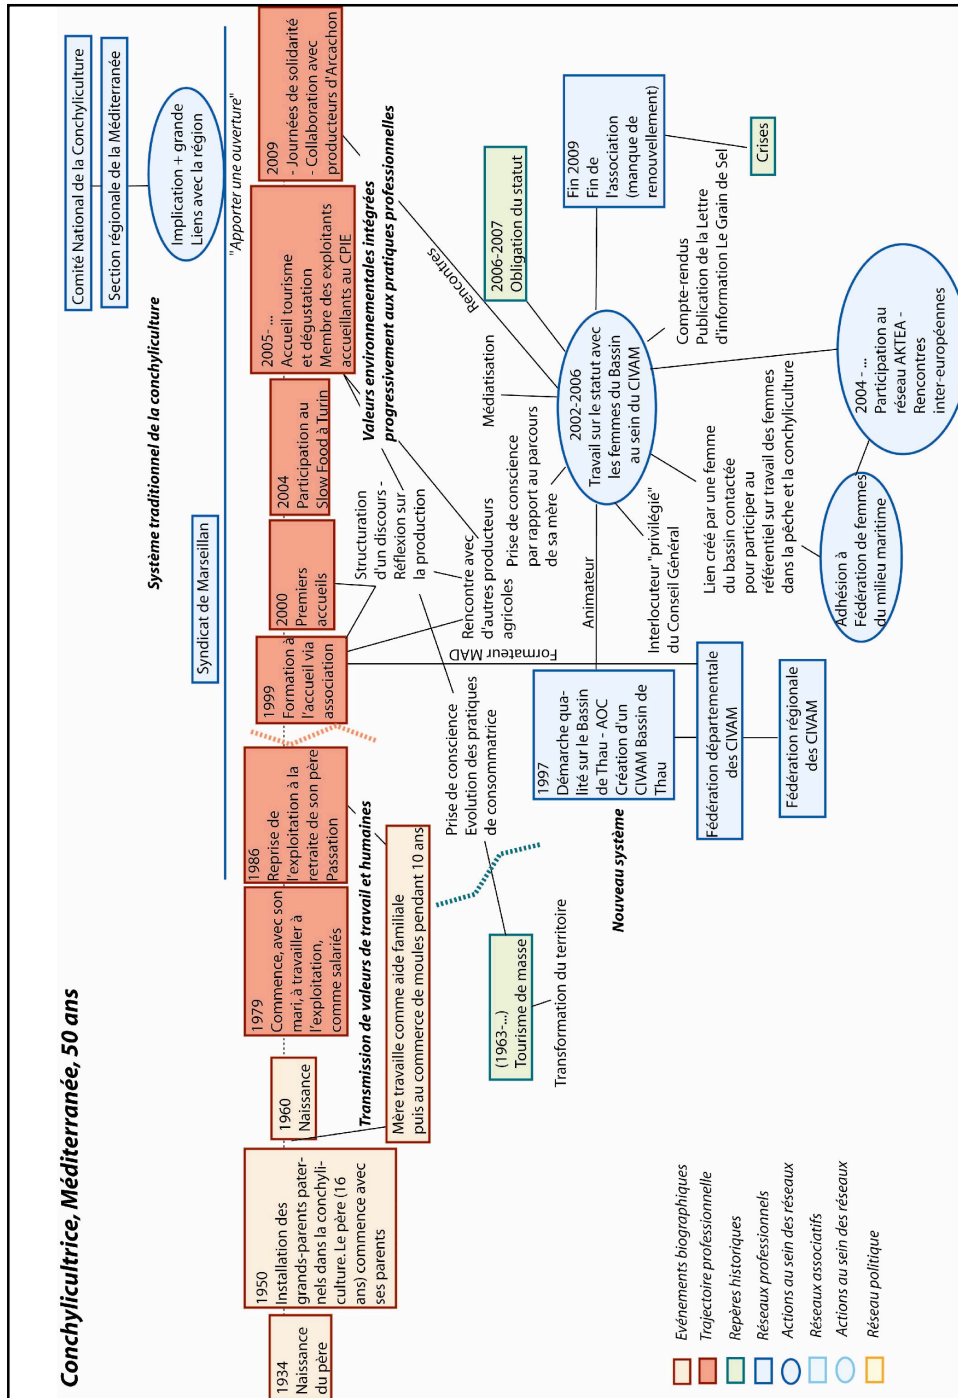 Conchylicultrice, Méditerranée, 50 ans
Comité National de la Conchyliculture
Section régionale de la Méditerranée
Implication + grande
Liens avec la région
Système traditionnel de la conchyliculture
Syndicat de Marseillan
"Apporter une ouverture"
1934
Naissance
du père
1950
Installation des
grands-parents pater-
nels dans la conchyli-
culture. Le père (16
ans) commence avec
ses parents
1960
Naissance
1979
Commence, avec son
mari, à travailler à
l'exploitation,
comme salariés
1986
Reprise de
l'exploitation à la
retraite de son père
Passation
1999
Formation à
l'accueil via
association
2000
Premiers
accueils
2004
Participation au
Slow Food à Turin
2005- ...
Accueil tourisme
et dégustation
Membre des exploitants
accueillants au CPIE
2009
- Journées de solidarité
- Collaboration avec
producteurs d'Arcachon
Transmission de valeurs de travail et humaines
Mère travaille comme aide familiale
puis au commerce de moules pendant 10 ans
Structuration
d'un discours -
Réflexion sur
la production
Valeurs environnementales intégrées
progressivement aux pratiques professionnelles
Prise de conscience
Evolution des pratiques
de consommatrice
Rencontre avec
d'autres producteurs
agricoles
Formateur MAD
Rencontres
(1963-...)
Tourisme de masse
Transformation du territoire
Nouveau système
1997
Démarche qua-
lité sur le Bassin
de Thau - AOC
Création d'un
CIVAM Bassin de
Thau
Animateur
Prise de conscience
par rapport au parcours
de sa mère
Médiatisation
2006-2007
Obligation du statut
2002-2006
Travail sur le statut avec
les femmes du Bassin
au sein du CIVAM
Fin 2009
Fin de
l'association
(manque de
renouvellement)
Crises
Interlocuteur "privilégié"
du Conseil Général
Compte-rendus
Publication de la Lettre
d'information Le Grain de Sel
Lien créé par une femme
du bassin contactée
pour participer au
référentiel sur travail des femmes
dans la pêche et la conchyliculture
Fédération départementale
des CIVAM
Fédération régionale
des CIVAM
Adhésion à
Fédération de femmes
du milieu maritime
2004 - ...
Participation au
réseau AKTEA -
Rencontres
inter-européennes
Evénements biographiques
Trajectoire professionnelle
Repères historiques
Réseaux professionnels
Actions au sein des réseaux
Réseaux associatifs
Actions au sein des réseaux
Réseau politique